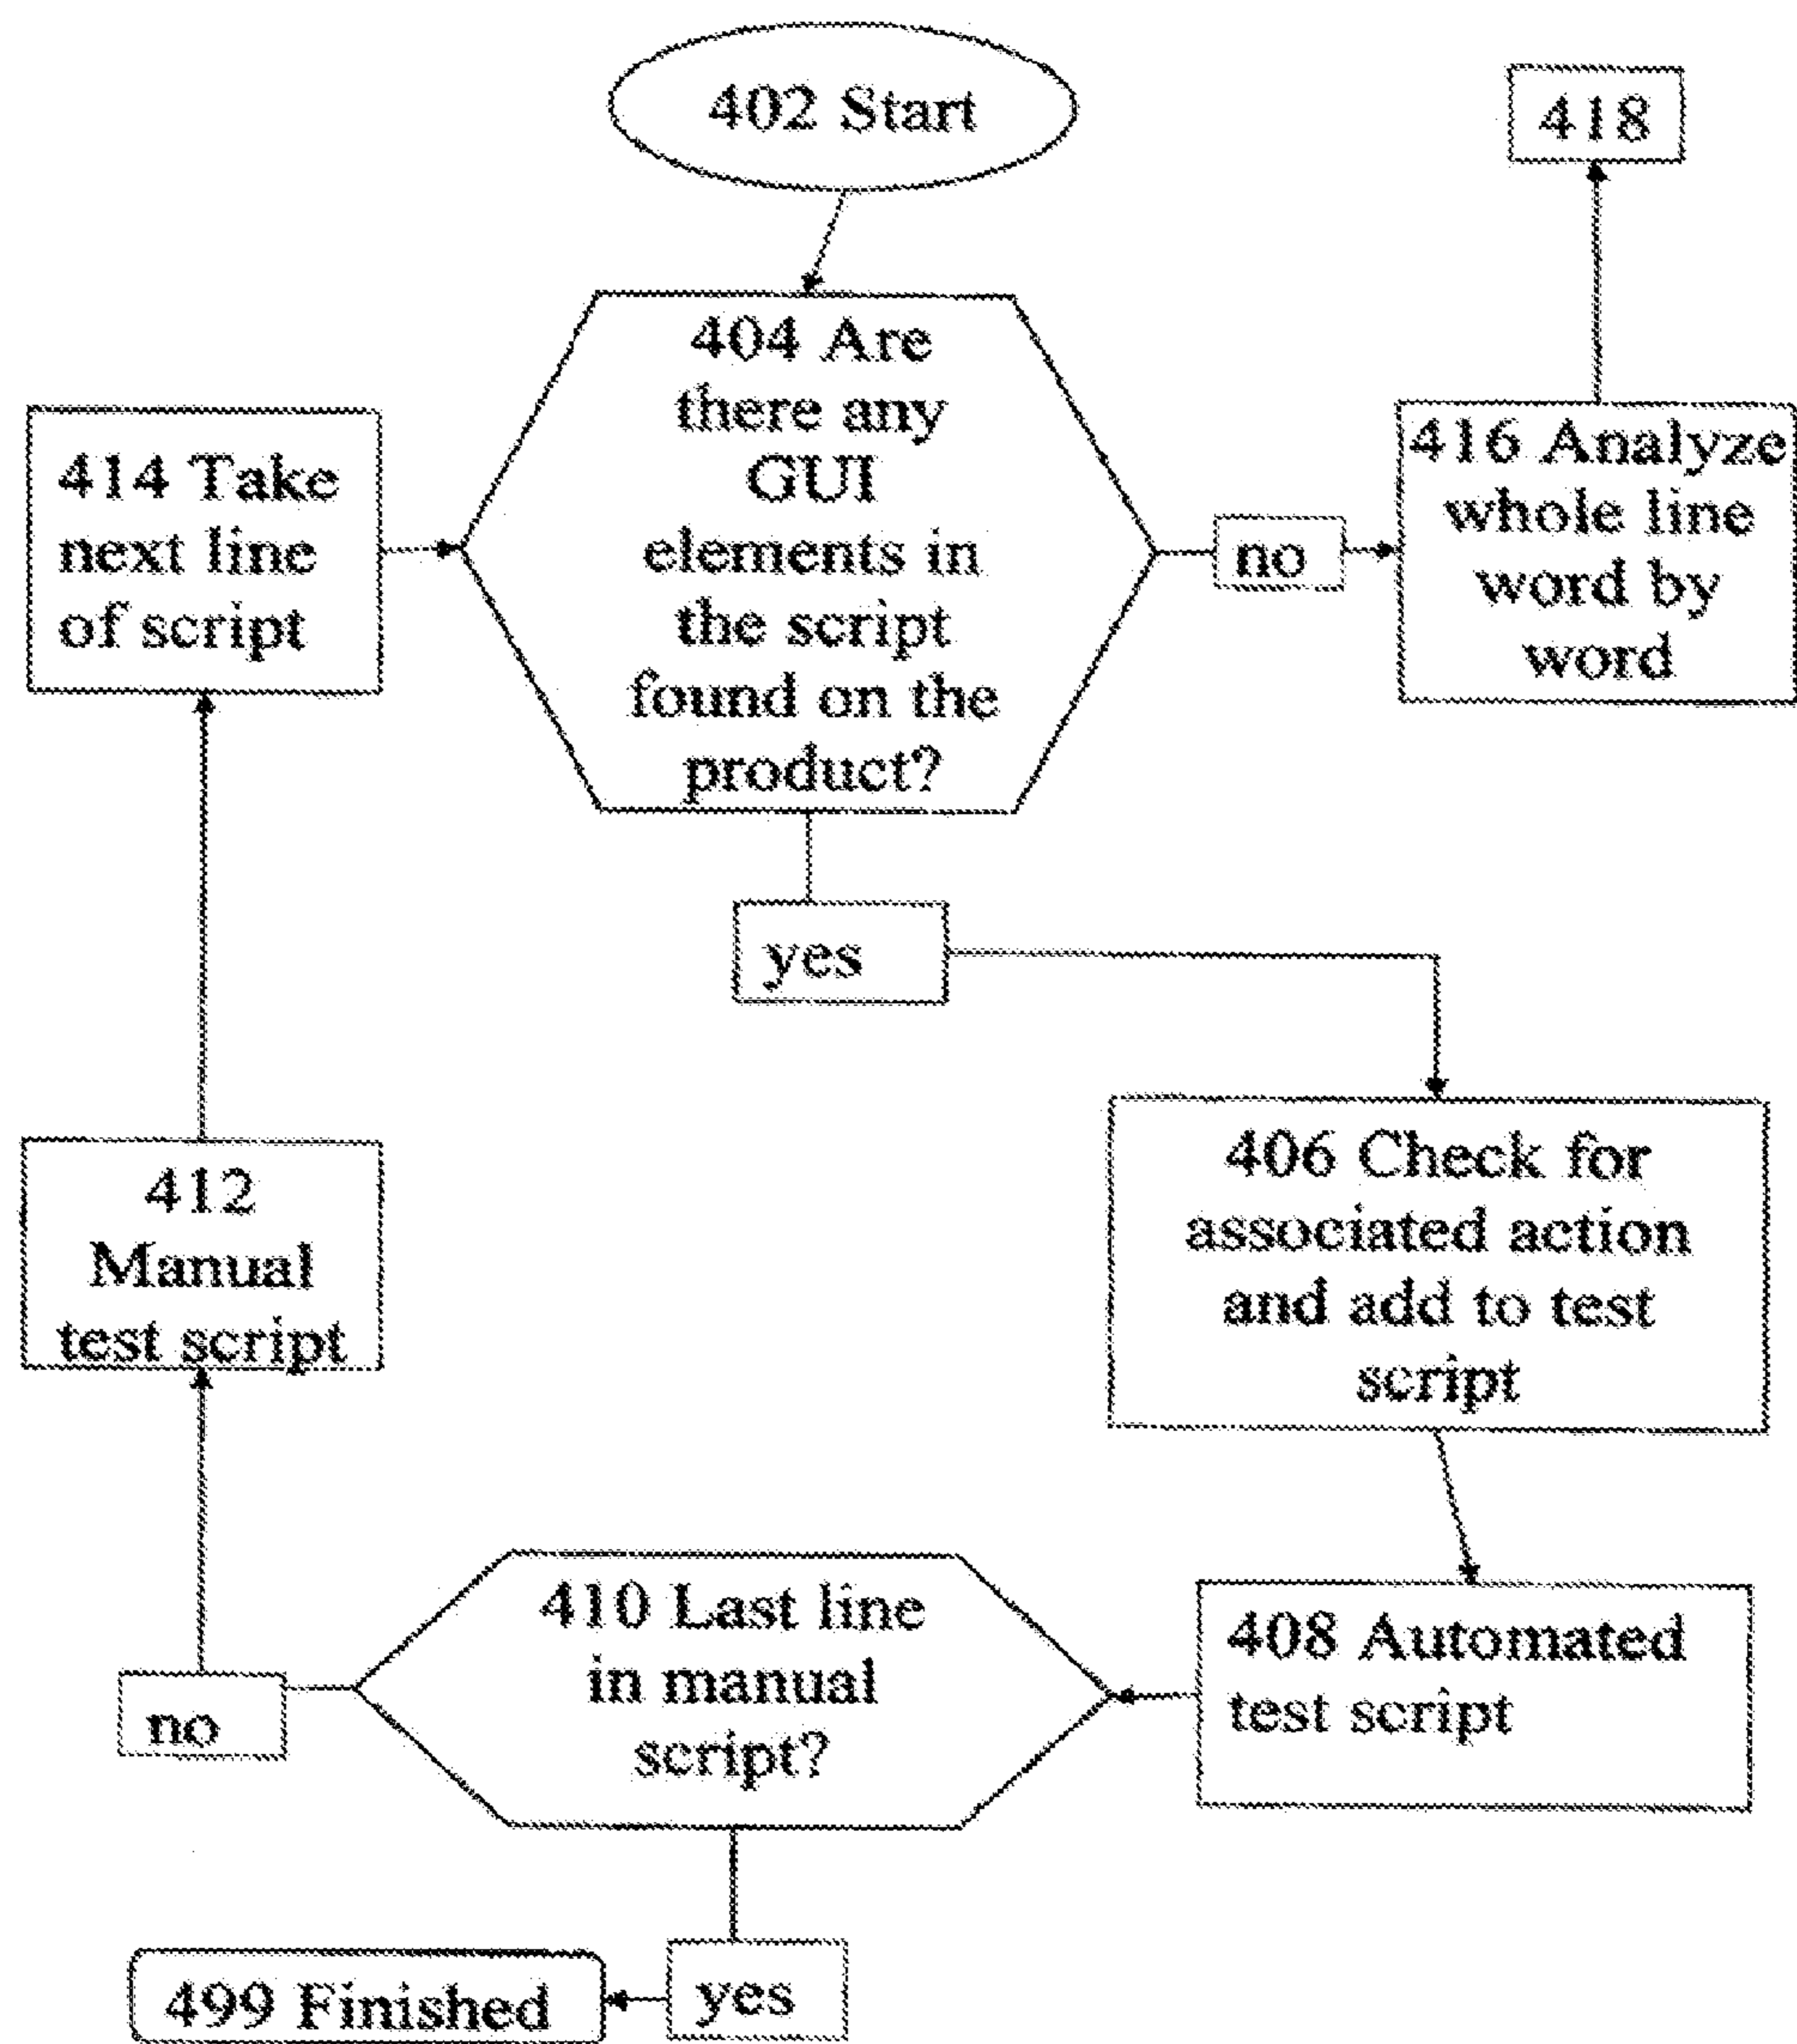 402 Start
418
404 Are
there any
GUI
elements in
the script
found on the
product?
414 Take
next line
of script
no
416 Analyze
whole line
word by
word
yes
406 Check for
associated action
and add to test
script
412
Manual
test script
410 Last line
in manual
script?
408 Automated
test script
no
yes
499 Finished